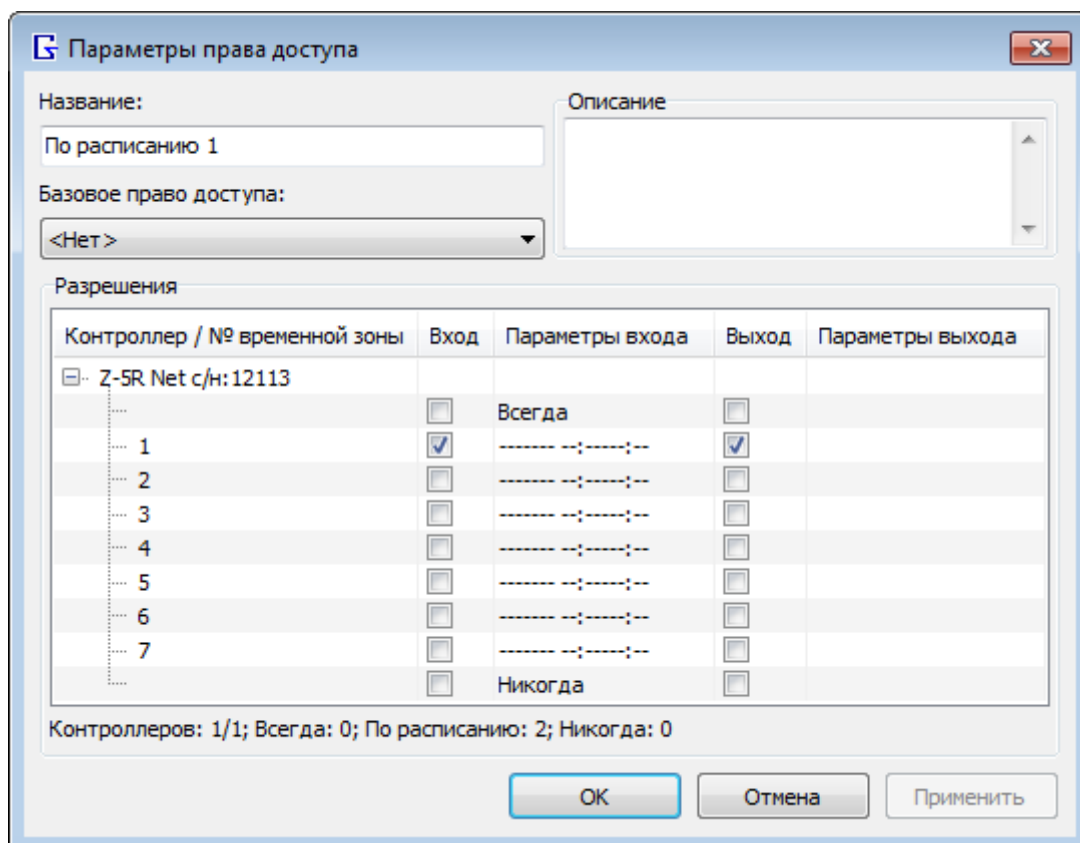 Параметры права доступа
Название:
Описание
По расписанию 1
Базовое право доступа:
<Нет>
Разрешения
Контроллер / № временной зоны Вход Параметры входа Выход Параметры выхода
Z-5R Net с/н:12113
Всегда
1 ------- --:-----:--
2 ------- --:-----:--
3 ------- --:-----:--
4 ------- --:-----:--
5 ------- --:-----:--
6 ------- --:-----:--
7 ------- --:-----:--
Никогда
Контроллеров: 1/1; Всегда: 0; По расписанию: 2; Никогда: 0
ОК Отмена Применить